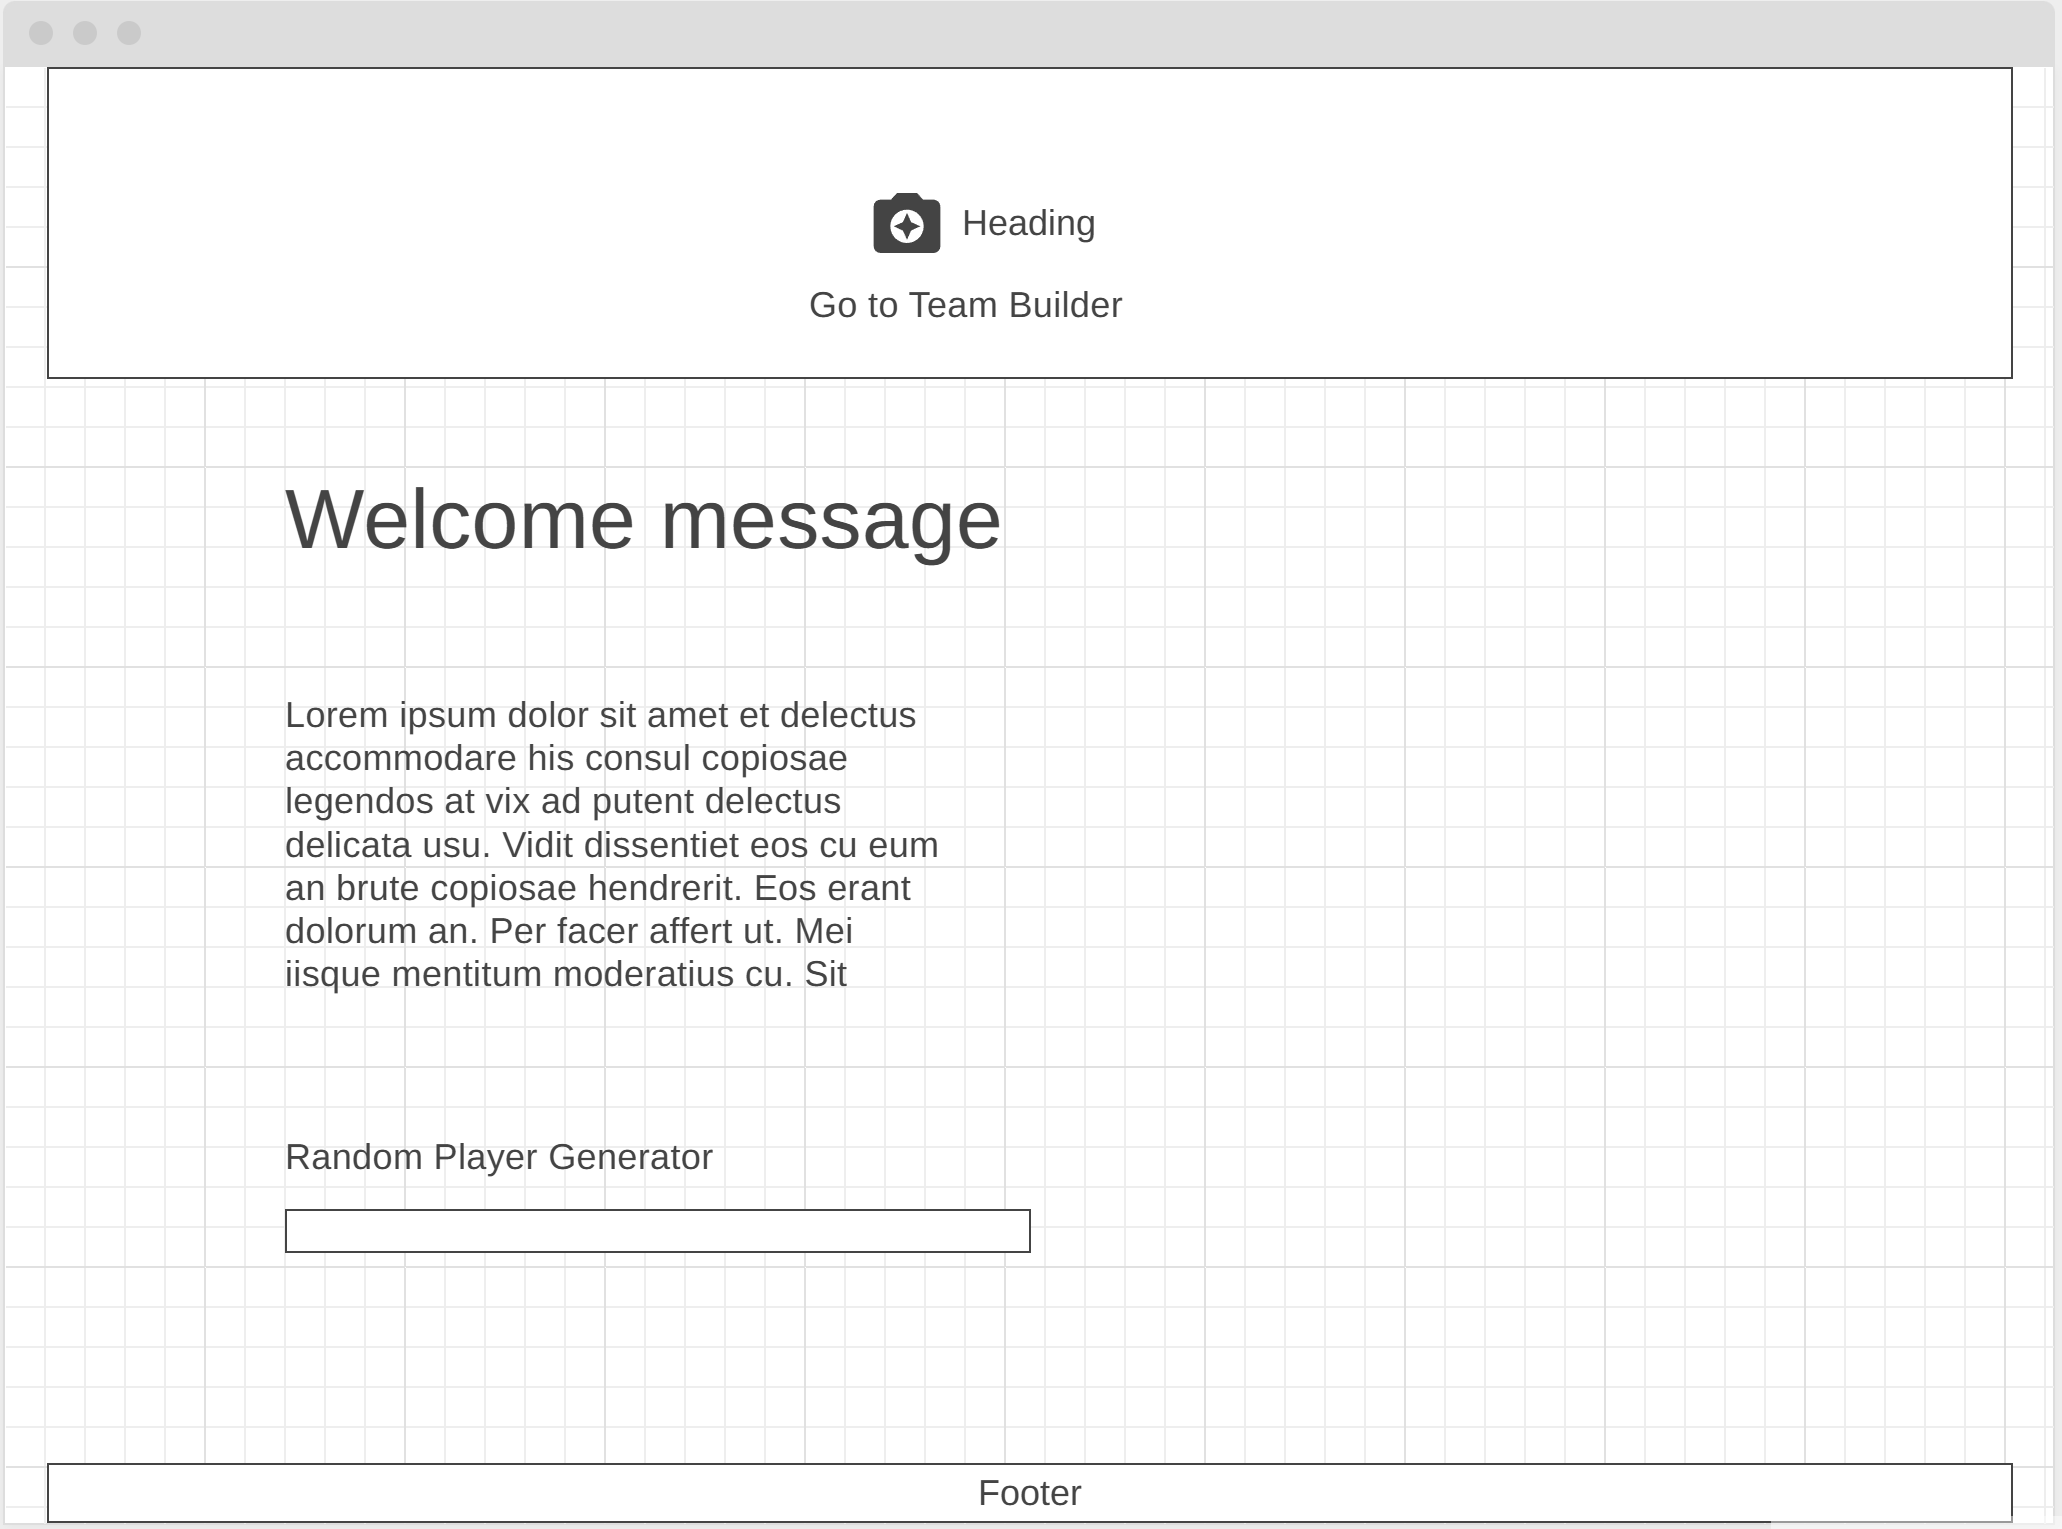 Heading
Go to Team Builder
Welcome message
Lorem ipsum dolor sit amet et delectus
accommodare his consul copiosae
legendos at vix ad putent delectus
delicata usu. Vidit dissentiet eos cu eum
an brute copiosae hendrerit. Eos erant
dolorum an. Per facer affert ut. Mei
iisque mentitum moderatius cu. Sit
Random Player Generator
Footer